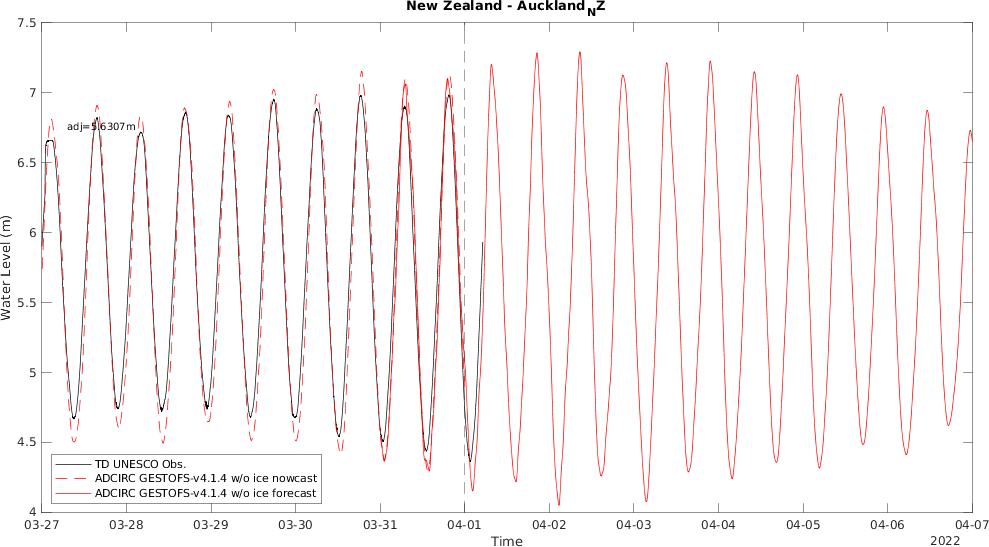 New Zealand - Auckland_NZ
7.5
7
6.5
6
5.5
5
4.5
4
Water Level (m)
adj=5.6307m
TD UNESCO Obs.
ADCIRC GESTOFS-v4.1.4 w/o ice nowcast
ADCIRC GESTOFS-v4.1.4 w/o ice forecast
03-27 03-28 03-29 03-30 03-31 04-01 04-02 04-03 04-04 04-05 04-06 04-07
Time
2022